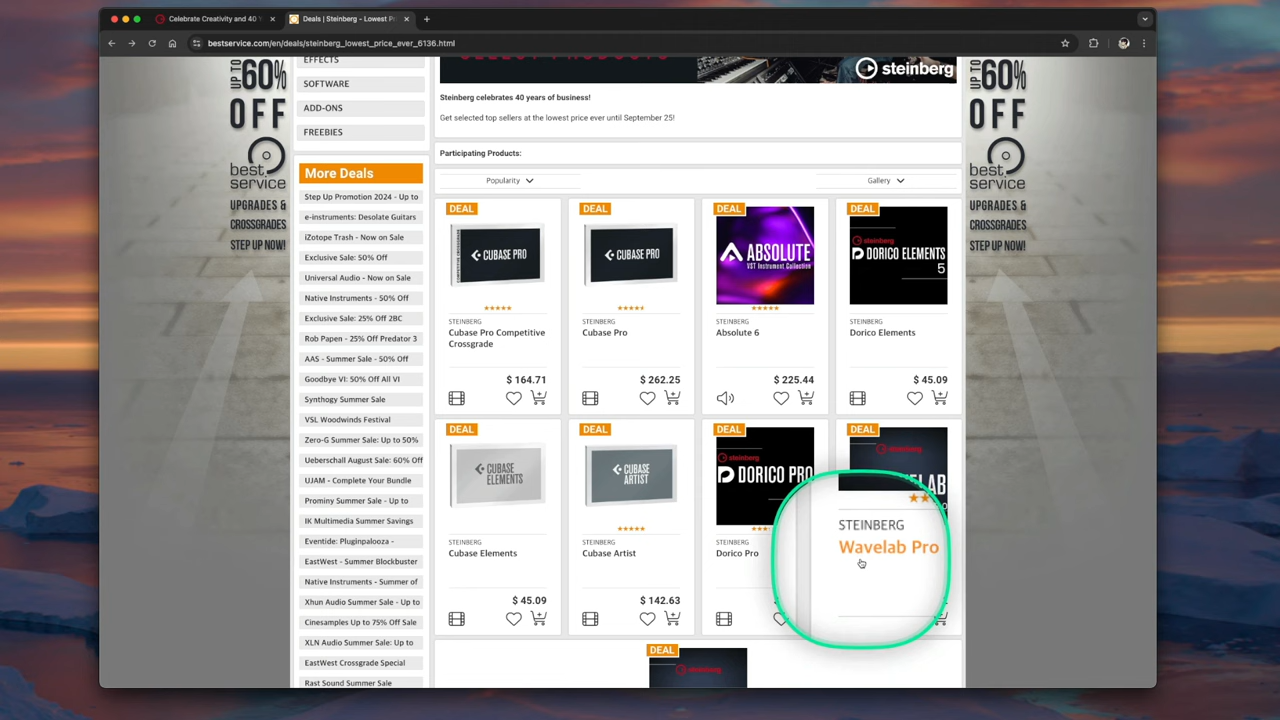 Celebrate Creativity and 40 Y
Deals | Steinberg - Lowest Pr
bestservice.com/en/deals/steinberg_lowest_price_ever_6136.html
UP TO 60% OFF
best service
UPGRADES &
CROSSGRADES
STEP UP NOW!
EFFECTS
SOFTWARE
ADD-ONS
FREEBIES
More Deals
Step Up Promotion 2024 - Up to
e-instruments: Desolate Guitars
iZotope Trash - Now on Sale
Exclusive Sale: 50% Off
Universal Audio - Now on Sale
Native Instruments - 50% Off
Exclusive Sale: 25% Off 2BC
Rob Papen - 25% Off Predator 3
AAS - Summer Sale - 50% Off
Goodbye VI: 50% Off All VI
Synthogy Summer Sale
VSL Woodwinds Festival
Zero-G Summer Sale: Up to 50%
Ueberschall August Sale: 60% Off
UJAM - Complete Your Bundle
Prominy Summer Sale - Up to
IK Multimedia Summer Savings
Eventide: Pluginpalooza -
EastWest - Summer Blockbuster
Native Instruments - Summer of
Xhun Audio Summer Sale - Up to
Cinesamples Up to 75% Off Sale
XLN Audio Summer Sale: Up to
EastWest Crossgrade Special
Rast Sound Summer Sale
steinberg
Steinberg celebrates 40 years of business!
Get selected top sellers at the lowest price ever until September 25!
Participating Products:
Popularity
Gallery
DEAL
CUBASE PRO
STEINBERG
Cubase Pro Competitive
Crossgrade
$ 164.71
DEAL
CUBASE PRO
STEINBERG
Cubase Pro
$ 262.25
DEAL
ABSOLUTE
VST INSTRUMENT COLLECTION
STEINBERG
Absolute 6
$ 225.44
DEAL
steinberg
DORICO ELEMENTS
5
STEINBERG
Dorico Elements
$ 45.09
DEAL
CUBASE
ELEMENTS
STEINBERG
Cubase Elements
$ 45.09
DEAL
CUBASE
ARTIST
STEINBERG
Cubase Artist
$ 142.63
DEAL
steinberg
DORICO PRO
STEINBERG
Dorico Pro
DEAL
steinberg
STEINBERG
Wavelab Pro
DEAL
steinberg
UP TO 60% OFF
best service
UPGRADES &
CROSSGRADES
STEP UP NOW!